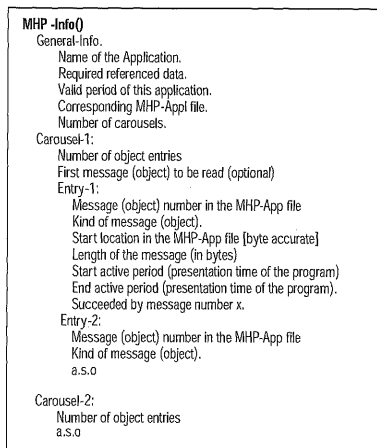 MHP -Info()
General-Info.
Name of the Application.
Required referenced data.
Valid period of this application.
Corresponding MHP-Appl file.
Number of carousels.
Carousel-1:
Number of object entries
First message (object) to be read (optional)
Entry-1:
Message (object) number in the MHP-App file
Kind of message (object).
Start location in the MHP-App file [byte accurate]
Length of the message (in bytes)
Start active period (presentation time of the program)
End active period (presentation time of the program).
Succeeded by message number x.
Entry-2:
Message (object) number in the MHP-App file
Kind of message (object).
a.s.o
Carousel-2:
Number of object entries
a.s.o